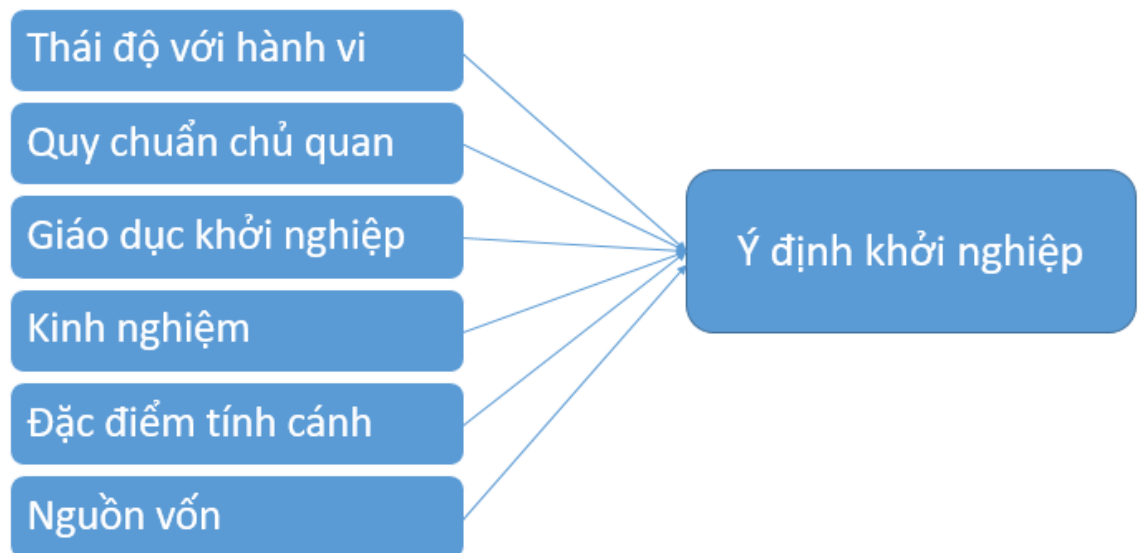 Thái độ với hành vi
Quy chuẩn chủ quan
Giáo dục khởi nghiệp
Ý định khởi nghiệp
Kinh nghiệm
Đặc điểm tính cánh
Nguồn vốn